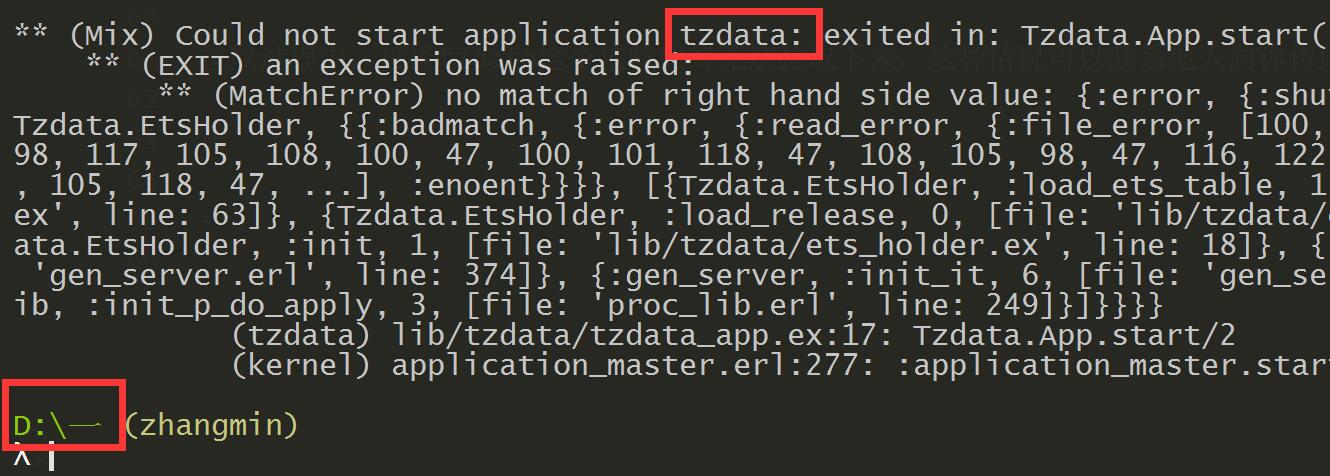 ** (Mix) Could not start application tzdata: exited in: Tzdata.App.start(
** (EXIT) an exception was raised:
** (MatchError) no match of right hand side value: {:error, {:shu
Tzdata.EtsHolder, {{:badmatch, {:error, {:read_error, {:file_error, [100,
98, 117, 105, 108, 100, 47, 100, 101, 118, 47, 108, 105, 98, 47, 116, 122
, 105, 118, 47, ...], :enoent}}}}, [{Tzdata.EtsHolder, :load_ets_table, 1
ex', line: 63]}, {Tzdata.EtsHolder, :load_release, 0, [file: 'lib/tzdata/
ata.EtsHolder, :init, 1, [file: 'lib/tzdata/ets_holder.ex', line: 18]}, {
'gen_server.erl', line: 374]}, {:gen_server, :init_it, 6, [file: 'gen_se
ib, :init_p_do_apply, 3, [file: 'proc_lib.erl', line: 249]}]}}}}
(tzdata) lib/tzdata/tzdata_app.ex:17: Tzdata.App.start/2
(kernel) application_master.erl:277: :application_master.star
D:\一 (zhangmin)